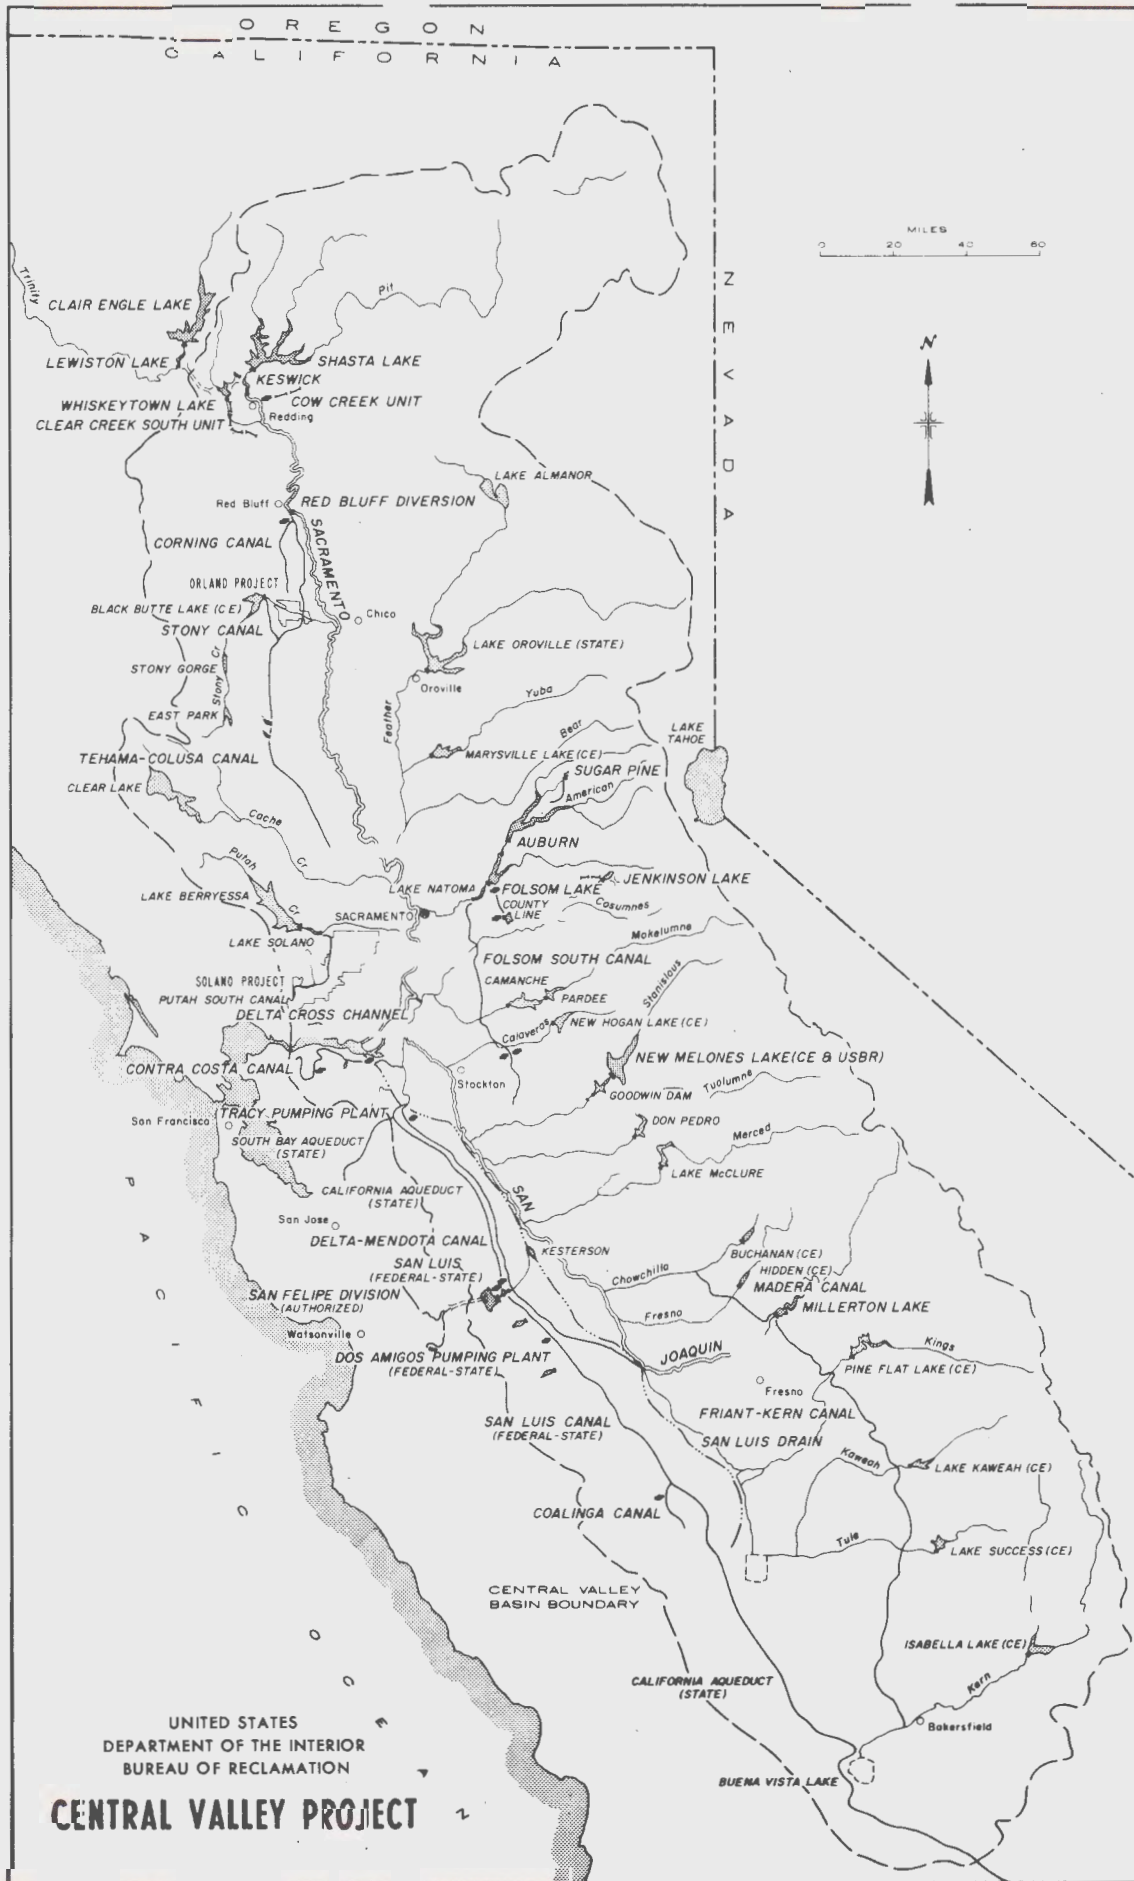 OREGON
CALIFORNIA
MILES
0 20 40 60
N
NEVADA
Trinity
CLAIR ENGLE LAKE
Pit
LEWISTON LAKE
SHASTA LAKE
KESWICK
WHISKEYTOWN LAKE
COW CREEK UNIT
CLEAR CREEK SOUTH UNIT
Redding
LAKE ALMANOR
Red Bluff
RED BLUFF DIVERSION
CORNING CANAL
SACRAMENTO
ORLAND PROJECT
BLACK BUTTE LAKE (CE)
Chico
STONY CANAL
LAKE OROVILLE (STATE)
STONY GORGE
Stony Cr
Oroville
Yuba
EAST PARK
Feather
Bear
LAKE
TAHOE
TEHAMA-COLUSA CANAL
MARYSVILLE LAKE (CE)
SUGAR PINE
CLEAR LAKE
American
Cache Cr
AUBURN
Putah Cr
LAKE BERRYESSA
LAKE NATOMA
FOLSOM LAKE
JENKINSON LAKE
COUNTY
LINE
Cosumnes
SACRAMENTO
LAKE SOLANO
Mokelumne
FOLSOM SOUTH CANAL
SOLANO PROJECT
CAMANCHE
Stanislaus
PUTAH SOUTH CANAL
PARDEE
DELTA CROSS CHANNEL
Calaveras
NEW HOGAN LAKE (CE)
CONTRA COSTA CANAL
NEW MELONES LAKE (CE & USBR)
Stockton
GOODWIN DAM
Tuolumne
San Francisco
TRACY PUMPING PLANT
DON PEDRO
SOUTH BAY AQUEDUCT
(STATE)
Merced
LAKE McCLURE
CALIFORNIA AQUEDUCT
(STATE)
SAN
San Jose
DELTA-MENDOTA CANAL
KESTERSON
BUCHANAN (CE)
SAN LUIS
(FEDERAL-STATE)
Chowchilla
HIDDEN (CE)
MADERA CANAL
SAN FELIPE DIVISION
(AUTHORIZED)
MILLERTON LAKE
Fresno
Watsonville
JOAQUIN
Kings
DOS AMIGOS PUMPING PLANT
(FEDERAL-STATE)
PINE FLAT LAKE (CE)
Fresno
FRIANT-KERN CANAL
SAN LUIS CANAL
(FEDERAL-STATE)
SAN LUIS DRAIN
Kaweah
LAKE KAWEAH (CE)
COALINGA CANAL
Tule
LAKE SUCCESS (CE)
CENTRAL VALLEY
BASIN BOUNDARY
ISABELLA LAKE (CE)
CALIFORNIA AQUEDUCT
(STATE)
Kern
Bakersfield
BUENA VISTA LAKE
PACIFIC OCEAN
UNITED STATES
DEPARTMENT OF THE INTERIOR
BUREAU OF RECLAMATION
CENTRAL VALLEY PROJECT